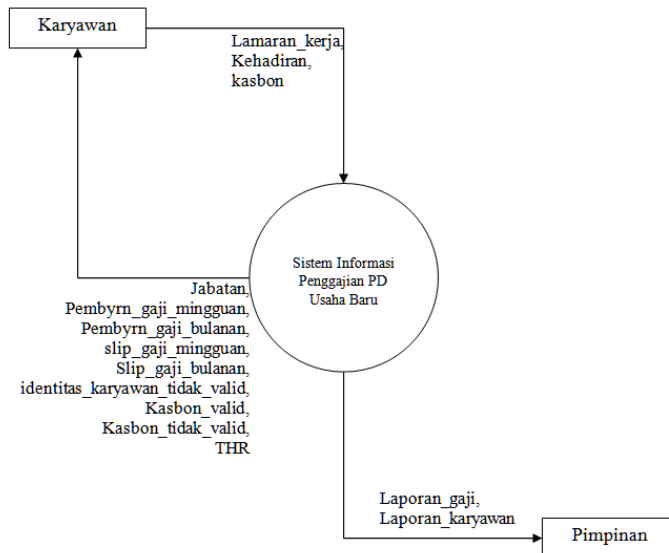 Karyawan
Lamaran_kerja,
Kehadiran,
kasbon
Sistem Informasi
Penggajian PD
Usaha Baru
Jabatan,
Pembyrn_gaji_mingguan,
Pembyrn_gaji_bulanan,
slip_gaji_mingguan,
Slip_gaji_bulanan,
identitas_karyawan_tidak_valid,
Kasbon_valid,
Kasbon_tidak_valid,
THR
Laporan_gaji,
Laporan_karyawan
Pimpinan